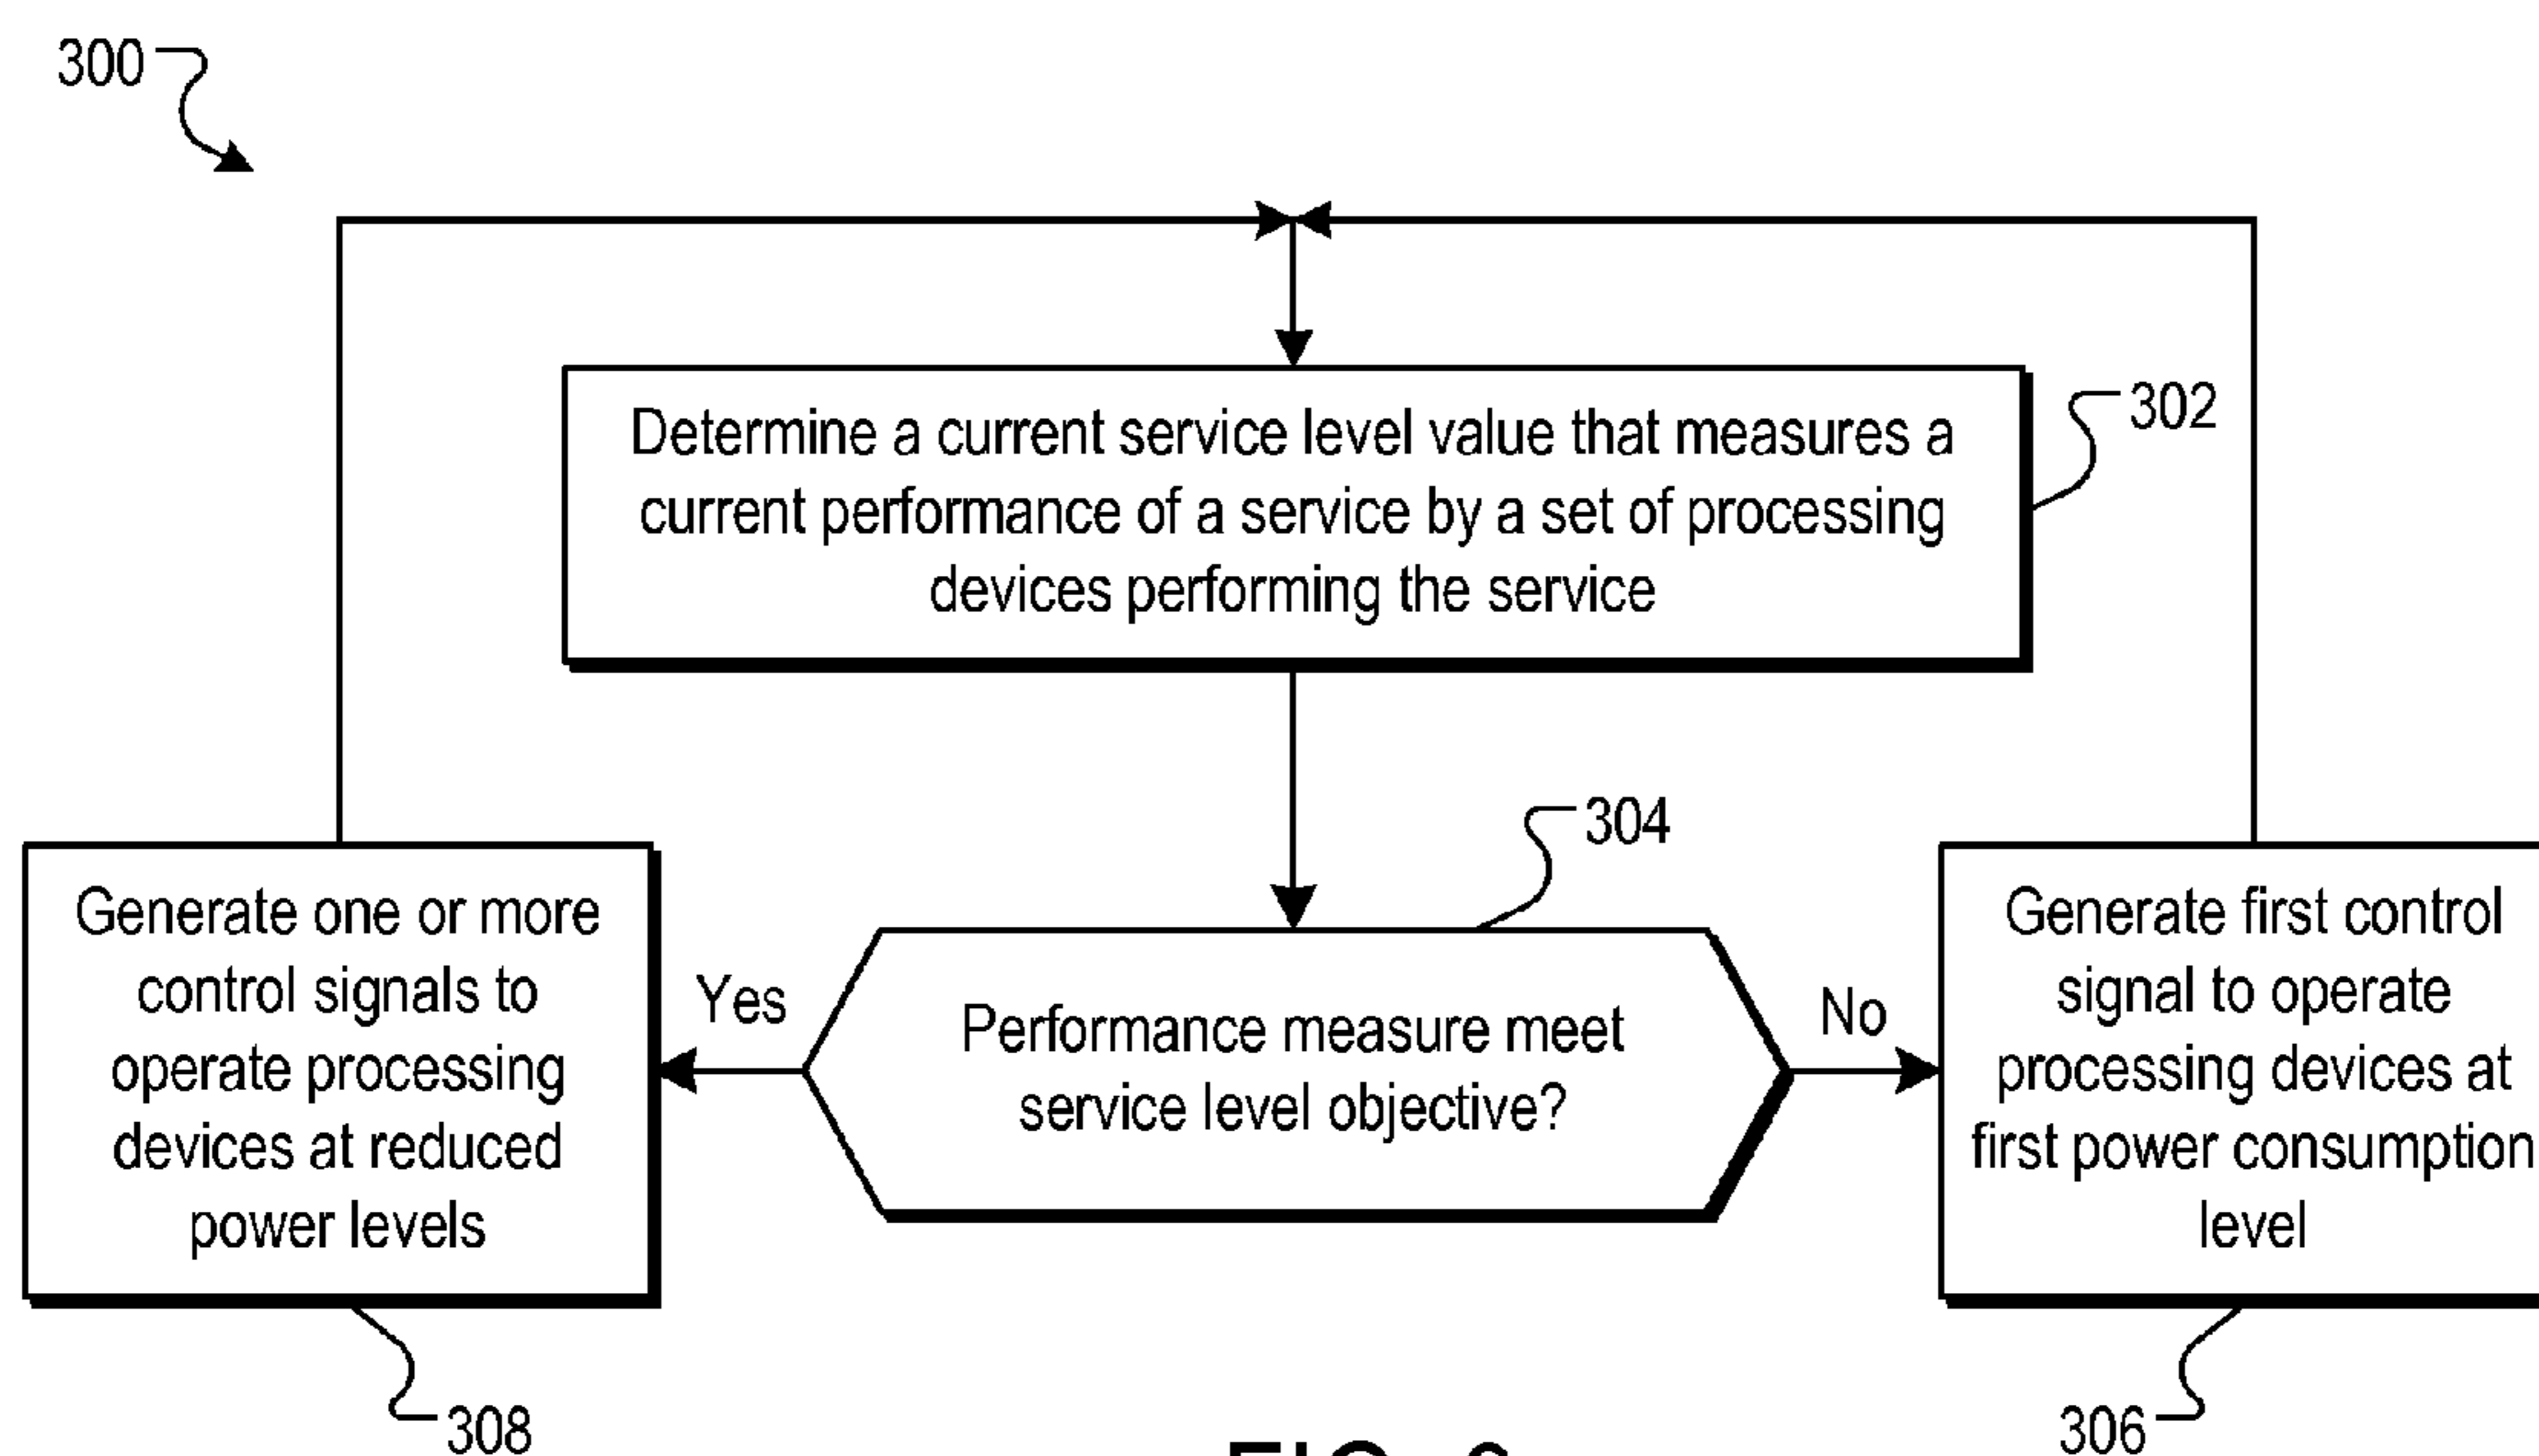 300
Determine a current service level value that measures a
current performance of a service by a set of processing
devices performing the service
302
304
Generate one or more
control signals to
operate processing
devices at reduced
power levels
Yes
Performance measure meet
service level objective?
No
Generate first control
signal to operate
processing devices at
first power consumption
level
308
306
FIG.